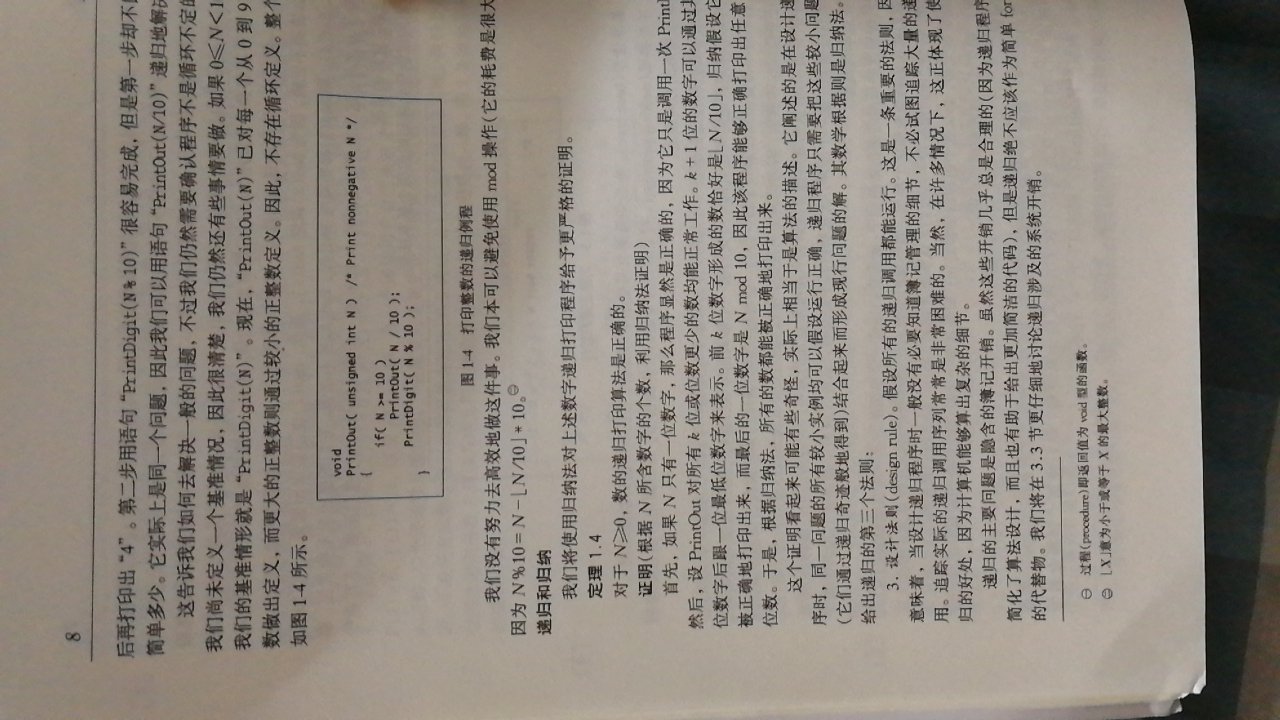 8
后再打印出“4”。第二步用语句“PrintDigit(N%10)”很容易完成，但是第一步却不
简单多少。它实际上是同一个问题，因此我们可以用语句“PrintOut(N/10)”递归地解决
这告诉我们如何去解决一般的问题，不过我们仍然需要确认程序不是循环不定的
我们尚未定义一个基准情况，因此很清楚，我们仍然还有些事情要做。如果 0≤N<1
我们的基准情形就是“PrintDigit(N)”。现在，“PrintOut(N)”已对每一个从 0 到 9
数做出定义，而更大的正整数则通过较小的正整数定义。因此，不存在循环定义。整个
如图 1-4 所示。
void
PrintOut( unsigned int N ) /* Print nonnegative N */
{
if( N >= 10 )
PrintOut( N / 10 );
PrintDigit( N % 10 );
}
图 1-4 打印整数的递归例程
我们没有努力去高效地做这件事。我们本可以避免使用 mod 操作(它的耗费是很大
因为 N%10=N-⌊N/10⌋*10。㊁
递归和归纳
我们将使用归纳法对上述数字递归打印程序给予更严格的证明。
定理 1.4
对于 N≥0，数的递归打印算法是正确的。
证明(根据 N 所含数字的个数，利用归纳法证明)
首先，如果 N 只有一位数字，那么程序显然是正确的，因为它只是调用一次 Print
然后，设 PrintOut 对所有 k 位或位数更少的数均能正常工作。k+1 位的数字可以通过其
位数字后跟一位最低位数字来表示。前 k 位数字形成的数恰好是⌊N/10⌋，归纳假设它
被正确地打印出来，而最后的一位数字是 N mod 10，因此该程序能够正确打印出任意
位数。于是，根据归纳法，所有的数都能被正确地打印出来。
这个证明看起来可能有些奇怪，实际上相当于是算法的描述。它阐述的是在设计递
序时，同一问题的所有较小实例均可以假设运行正确，递归程序只需要把这些较小问题
(它们通过递归奇迹般地得到)结合起来而形成现行问题的解。其数学根据则是归纳法。
给出递归的第三个法则：
3. 设计法则(design rule)。假设所有的递归调用都能运行。这是一条重要的法则，因
意味着，当设计递归程序时一般没有必要知道簿记管理的细节，不必试图追踪大量的递
用。追踪实际的递归调用序列常常是非常困难的。当然，在许多情况下，这正体现了使
归的好处，因为计算机能够算出复杂的细节。
递归的主要问题是隐含的簿记开销。虽然这些开销几乎总是合理的(因为递归程序
简化了算法设计，而且也有助于给出更加简洁的代码)，但是递归绝不应该作为简单 for
的代替物。我们将在 3.3 节更仔细地讨论递归涉及的系统开销。
㊀ 过程(procedure)即返回值为 void 型的函数。
㊁ ⌊X⌋意为小于或等于 X 的最大整数。